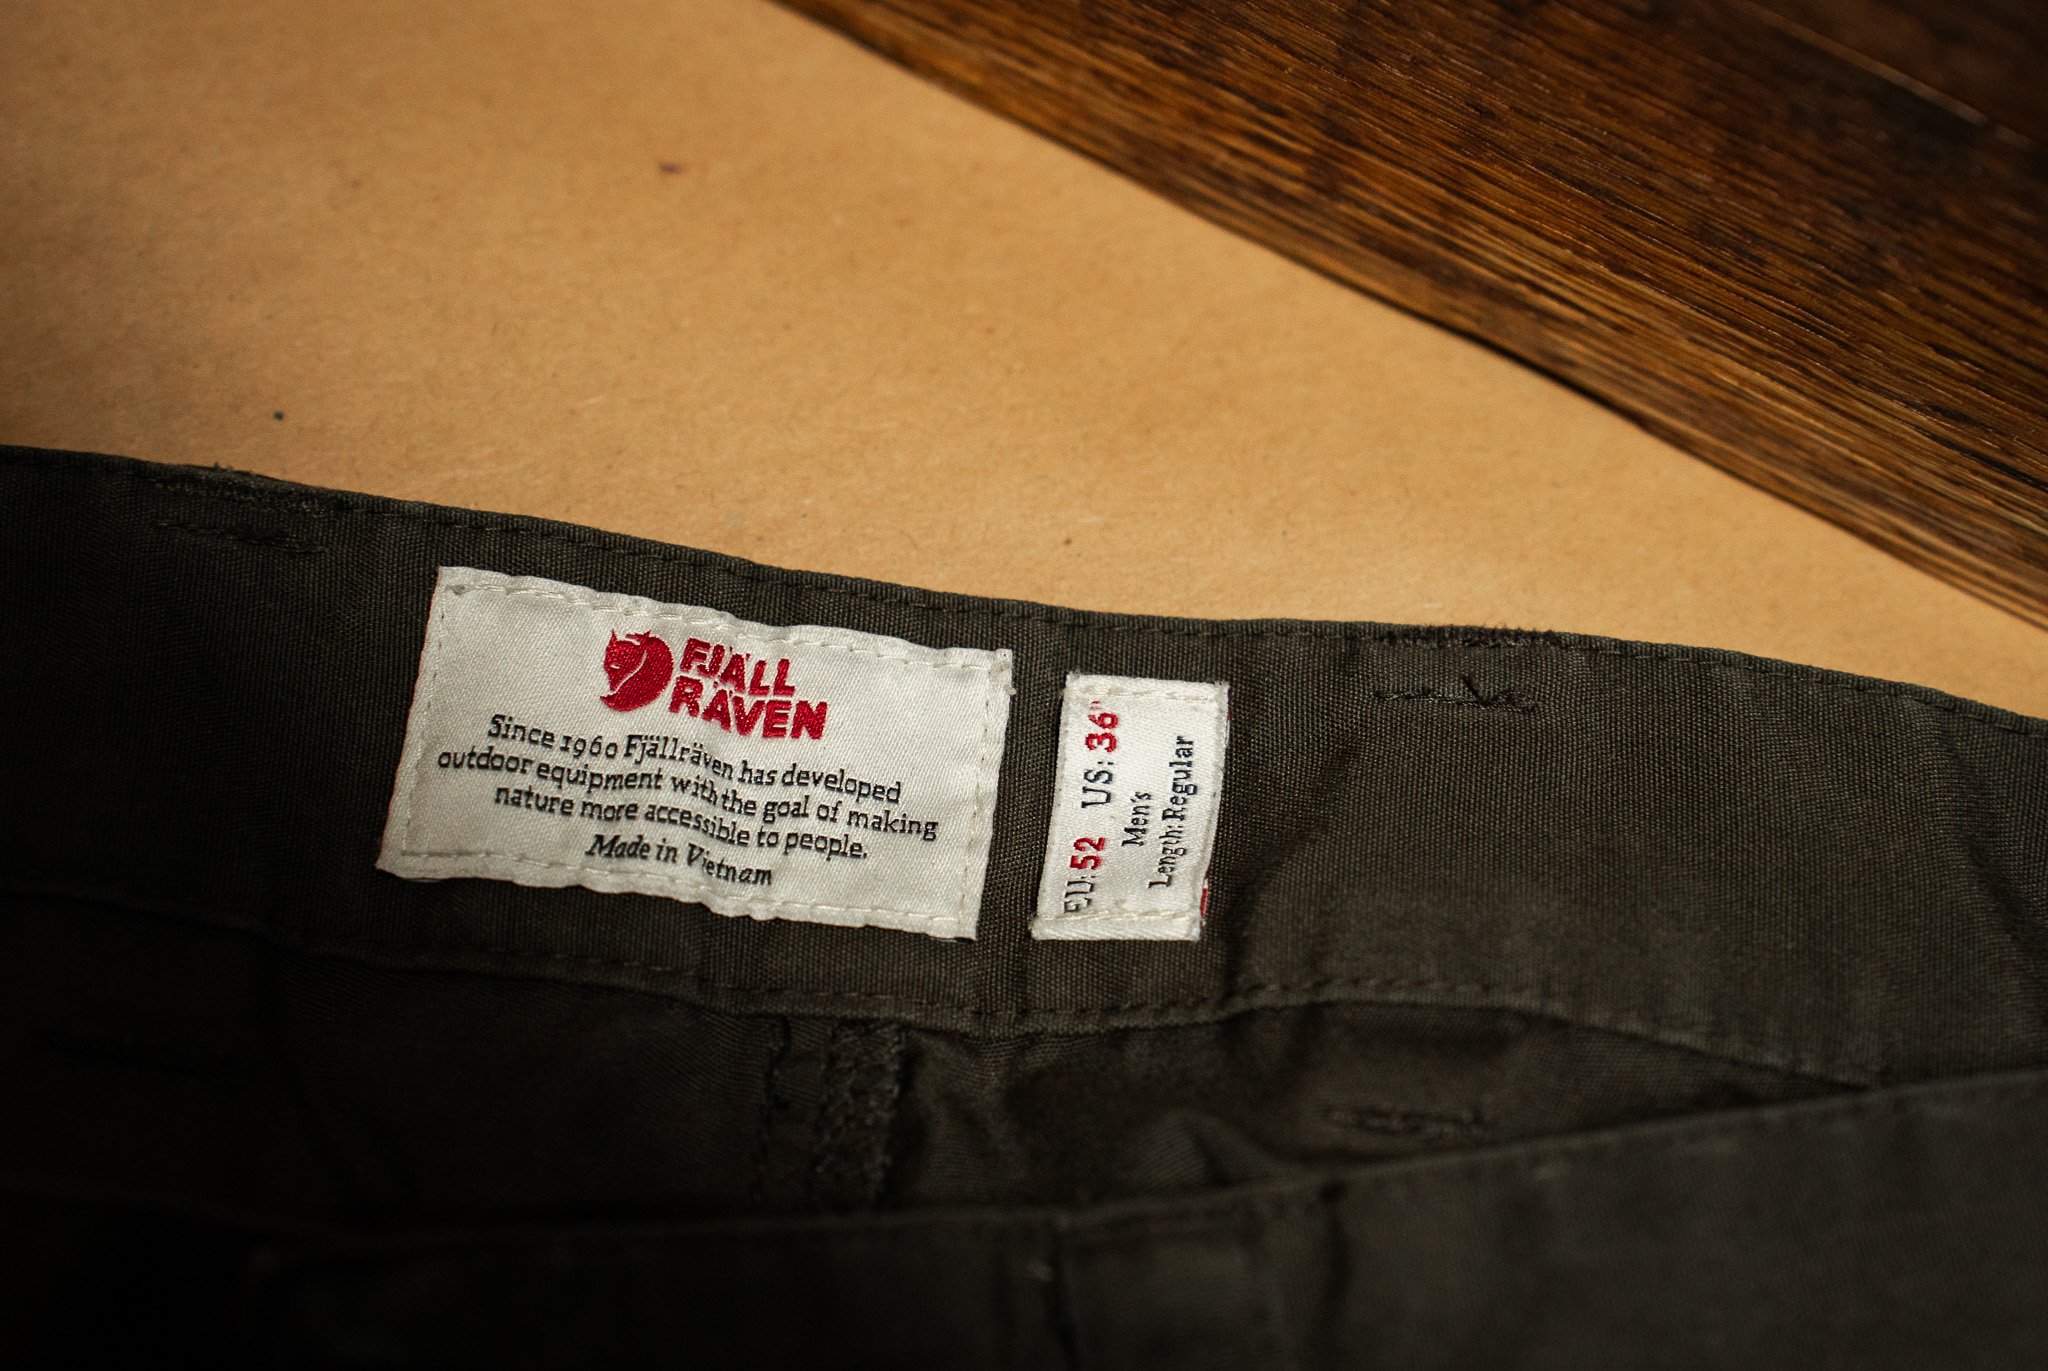 FJÄLL
RÄVEN
Since 1960 Fjällräven has developed
outdoor equipment with the goal of making
nature more accessible to people.
Made in Vietnam
EU: 52 US: 36"
Men's
Length: Regular